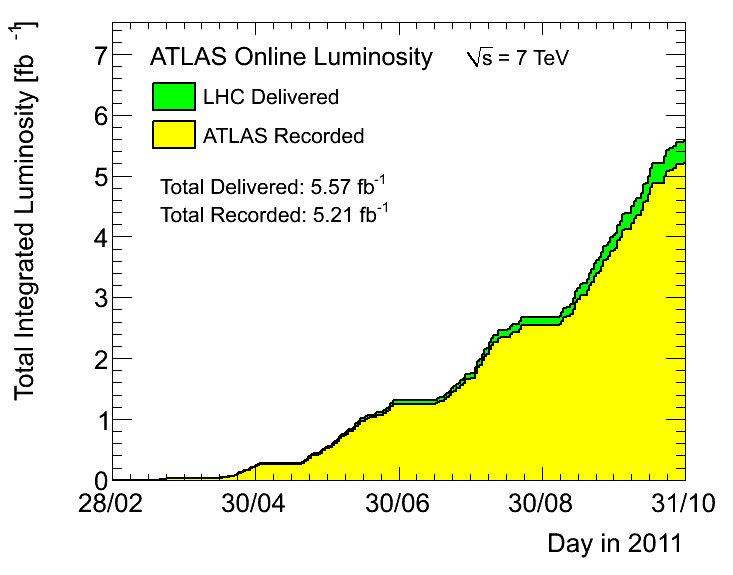 Total Integrated Luminosity [fb⁻¹]
7
6
5
4
3
2
1
0
ATLAS Online Luminosity √s = 7 TeV
LHC Delivered
ATLAS Recorded
Total Delivered: 5.57 fb⁻¹
Total Recorded: 5.21 fb⁻¹
28/02 30/04 30/06 30/08 31/10
Day in 2011